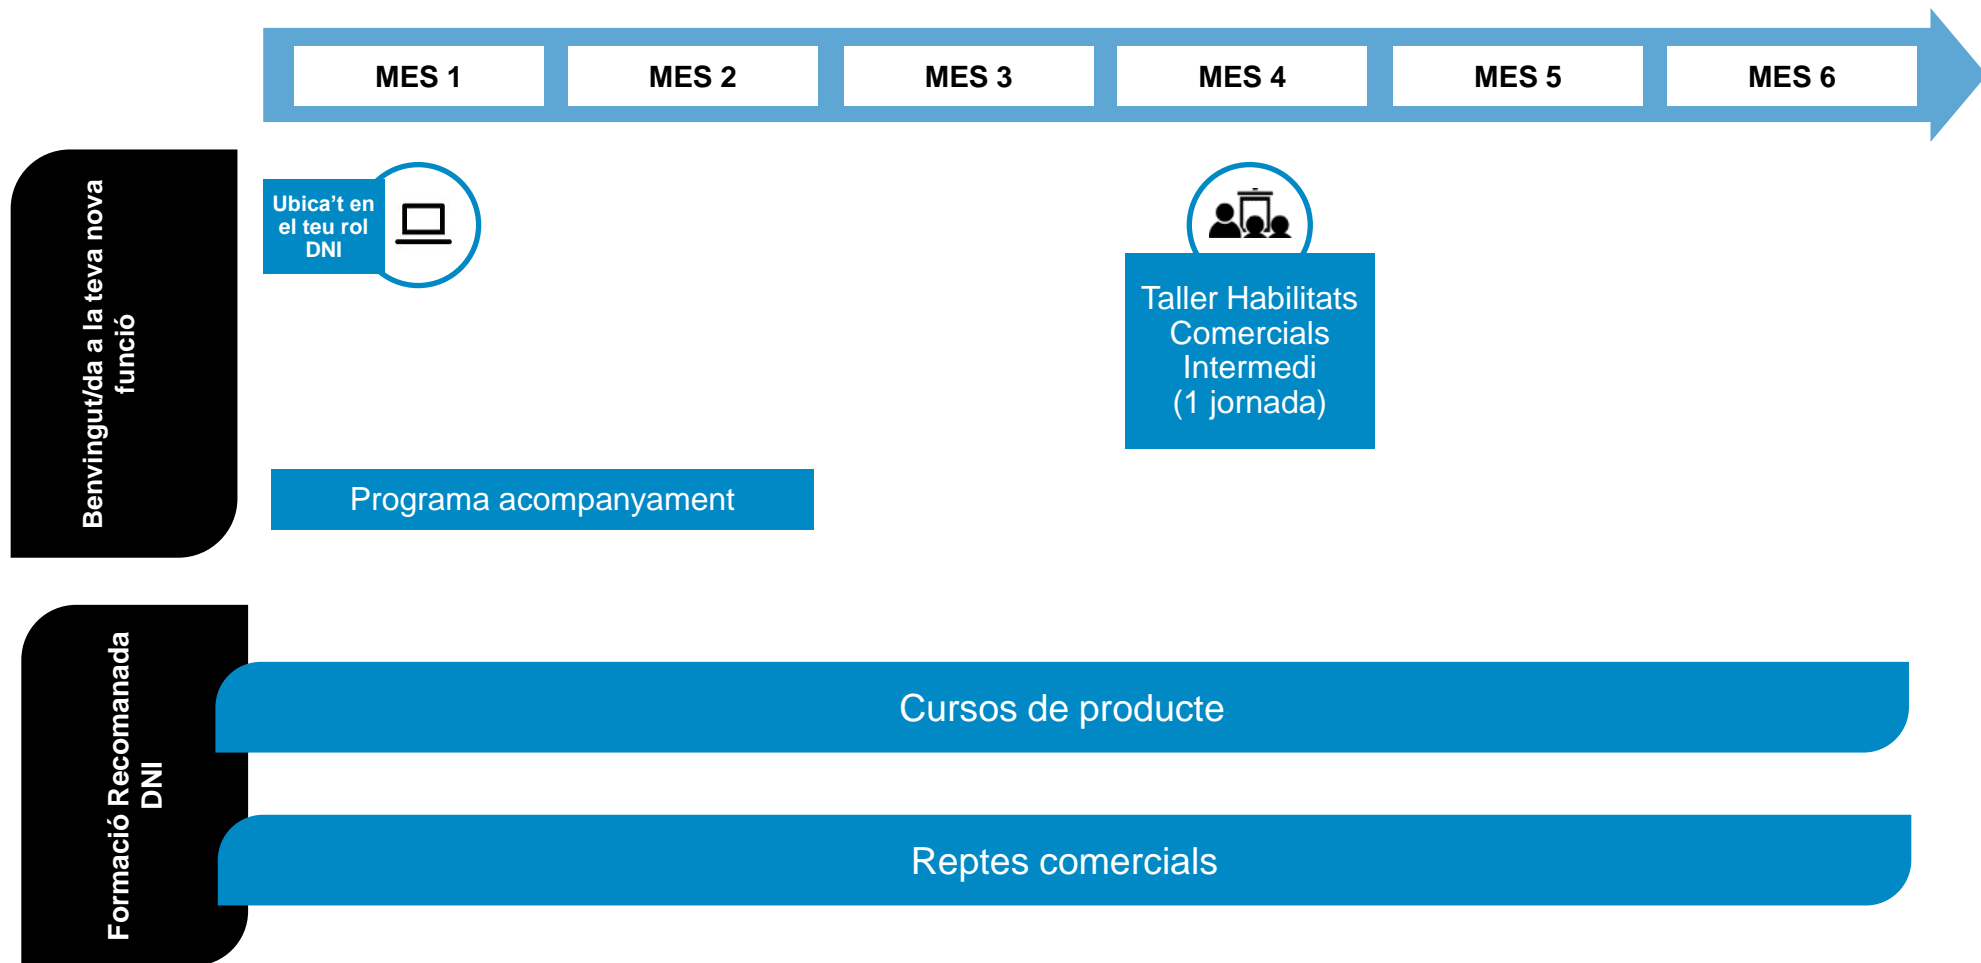 MES 1
MES 2
MES 3
MES 4
MES 5
MES 6
Benvingut/da a la teva nova
funció
Ubica’t en
el teu rol
DNI
Taller Habilitats
Comercials
Intermedi
(1 jornada)
Programa acompanyament
Formació Recomanada
DNI
Cursos de producte
Reptes comercials